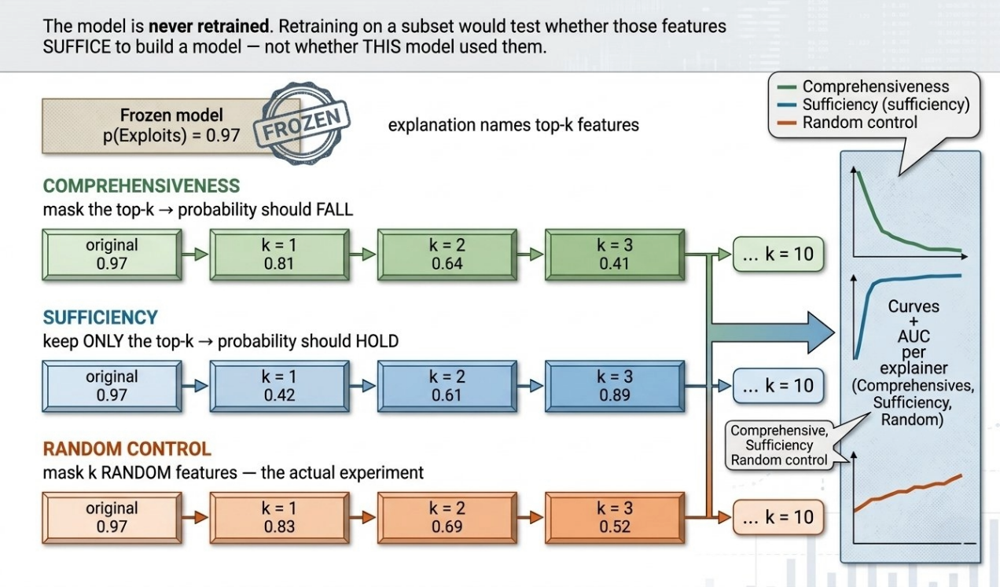 The model is never retrained. Retraining on a subset would test whether those features
SUFFICE to build a model — not whether THIS model used them.
Frozen model
p(Exploits) = 0.97
FROZEN
explanation names top-k features
Comprehensiveness
Sufficiency (sufficiency)
Random control
COMPREHENSIVENESS
mask the top-k → probability should FALL
original
0.97
k = 1
0.81
k = 2
0.64
k = 3
0.41
... k = 10
SUFFICIENCY
keep ONLY the top-k → probability should HOLD
original
0.97
k = 1
0.42
k = 2
0.61
k = 3
0.89
... k = 10
RANDOM CONTROL
mask k RANDOM features — the actual experiment
original
0.97
k = 1
0.83
k = 2
0.69
k = 3
0.52
... k = 10
Curves
+
AUC
per
explainer
(Comprehensives,
Sufficiency,
Random)
Comprehensive,
Sufficiency
Random control